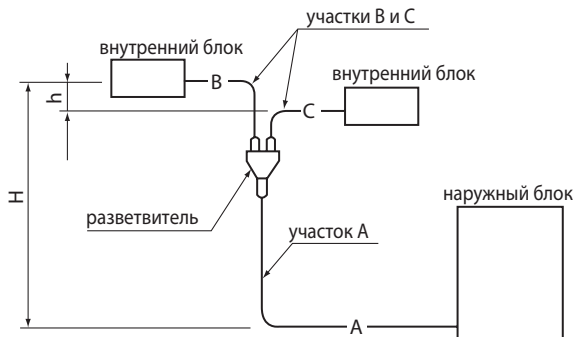 участки B и C
внутренний блок
B
внутренний блок
h
C
H
наружный блок
разветвитель
участок A
A